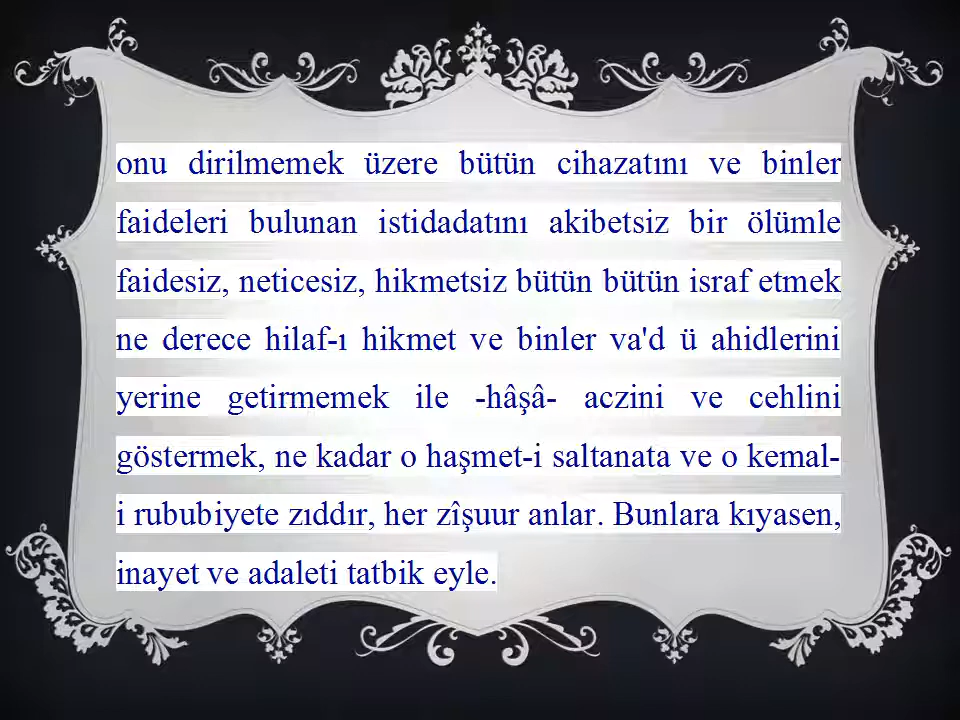 onu dirilmemek üzere bütün cihazatını ve binler
faideleri bulunan istidadatını akibetsiz bir ölümle
faidesiz, neticesiz, hikmetsiz bütün bütün israf etmek
ne derece hilaf-ı hikmet ve binler va'd ü ahidlerini
yerine getirmemek ile -hâşâ- aczini ve cehlini
göstermek, ne kadar o haşmet-i saltanata ve o kemal-
i rububiyete zıddır, her zîşuur anlar. Bunlara kıyasen,
inayet ve adaleti tatbik eyle.